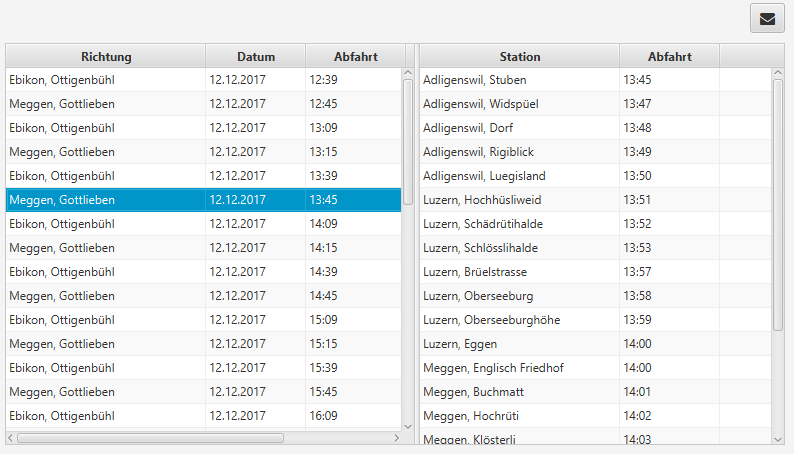 Richtung Datum Abfahrt
Ebikon, Ottigenbühl 12.12.2017 12:39
Meggen, Gottlieben 12.12.2017 12:45
Ebikon, Ottigenbühl 12.12.2017 13:09
Meggen, Gottlieben 12.12.2017 13:15
Ebikon, Ottigenbühl 12.12.2017 13:39
Meggen, Gottlieben 12.12.2017 13:45
Ebikon, Ottigenbühl 12.12.2017 14:09
Meggen, Gottlieben 12.12.2017 14:15
Ebikon, Ottigenbühl 12.12.2017 14:39
Meggen, Gottlieben 12.12.2017 14:45
Ebikon, Ottigenbühl 12.12.2017 15:09
Meggen, Gottlieben 12.12.2017 15:15
Ebikon, Ottigenbühl 12.12.2017 15:39
Meggen, Gottlieben 12.12.2017 15:45
Ebikon, Ottigenbühl 12.12.2017 16:09
Station Abfahrt
Adligenswil, Stuben 13:45
Adligenswil, Widspüel 13:47
Adligenswil, Dorf 13:48
Adligenswil, Rigiblick 13:49
Adligenswil, Luegisland 13:50
Luzern, Hochhüsliweid 13:51
Luzern, Schädrütihalde 13:52
Luzern, Schlösslihalde 13:53
Luzern, Brüelstrasse 13:57
Luzern, Oberseeburg 13:58
Luzern, Oberseeburghöhe 13:59
Luzern, Eggen 14:00
Meggen, Englisch Friedhof 14:00
Meggen, Buchmatt 14:01
Meggen, Hochrüti 14:02
Meggen, Klösterli 14:03